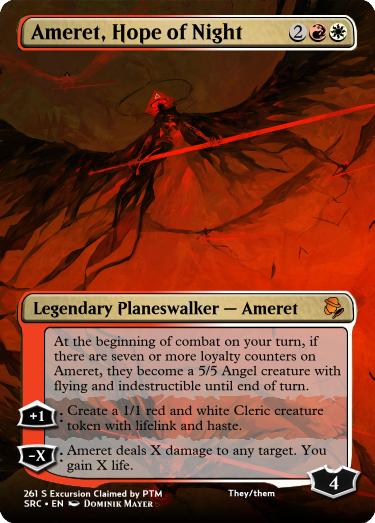 Ameret, Hope of Night 2
Legendary Planeswalker — Ameret
At the beginning of combat on your turn, if
there are seven or more loyalty counters on
Ameret, they become a 5/5 Angel creature with
flying and indestructible until end of turn.
+1 : Create a 1/1 red and white Cleric creature
token with lifelink and haste.
−X : Ameret deals X damage to any target. You
gain X life.
4
261 S Excursion Claimed by PTM They/them
SRC • EN Dominik Mayer